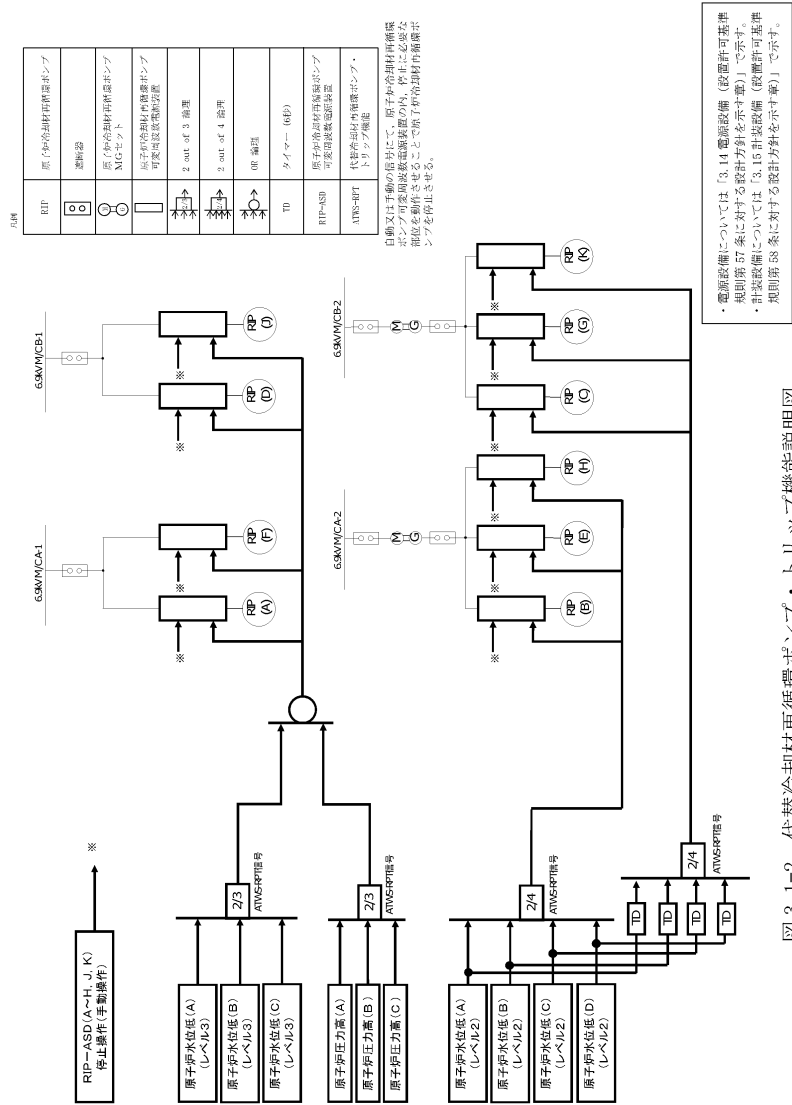 RIP－ASD(A～H, J, K)
停止操作(手動操作)
※
原子炉水位低(A)
(レベル3)
原子炉水位低(B)
(レベル3)
原子炉水位低(C)
(レベル3)
2/3
ATWS-RPT信号
原子炉圧力高(A)
原子炉圧力高(B)
原子炉圧力高(C)
2/3
ATWS-RPT信号
原子炉水位低(A)
(レベル2)
原子炉水位低(B)
(レベル2)
原子炉水位低(C)
(レベル2)
原子炉水位低(D)
(レベル2)
2/4
ATWS-RPT信号
TD
TD
TD
TD
2/4
ATWS-RPT信号
6.9kV M/C A-1
※
※
RIP
(A)
RIP
(F)
6.9kV M/C B-1
※
※
RIP
(D)
RIP
(J)
6.9kV M/C A-2
M
G
※
※
※
RIP
(B)
RIP
(E)
RIP
(H)
6.9kV M/C B-2
M
G
※
※
※
RIP
(C)
RIP
(G)
RIP
(K)
凡例
RIP
原子炉冷却材再循環ポンプ
遮断器
M
G
原子炉冷却材再循環ポンプ
MGセット
原子炉冷却材再循環ポンプ
可変周波数電源装置
2/3
2 out of 3 論理
2/4
2 out of 4 論理
OR 論理
TD
タイマー (6秒)
RIP-ASD
原子炉冷却材再循環ポンプ
可変周波数電源装置
ATWS-RPT
代替冷却材再循環ポンプ・
トリップ機能
自動又は手動の信号にて、原子炉冷却材再循環
ポンプ可変周波数電源装置の内、停止に必要な
部位を動作させることで原子炉冷却材再循環ポ
ンプを停止させる。
・電源設備については「3.14 電源設備（設置許可基準
規則第 57 条に対する設計方針を示す章）」で示す。
・計装設備については「3.15 計装設備（設置許可基準
規則第 58 条に対する設計方針を示す章）」で示す。
図 3.1-2 代替冷却材再循環ポンプ・トリップ機能説明図